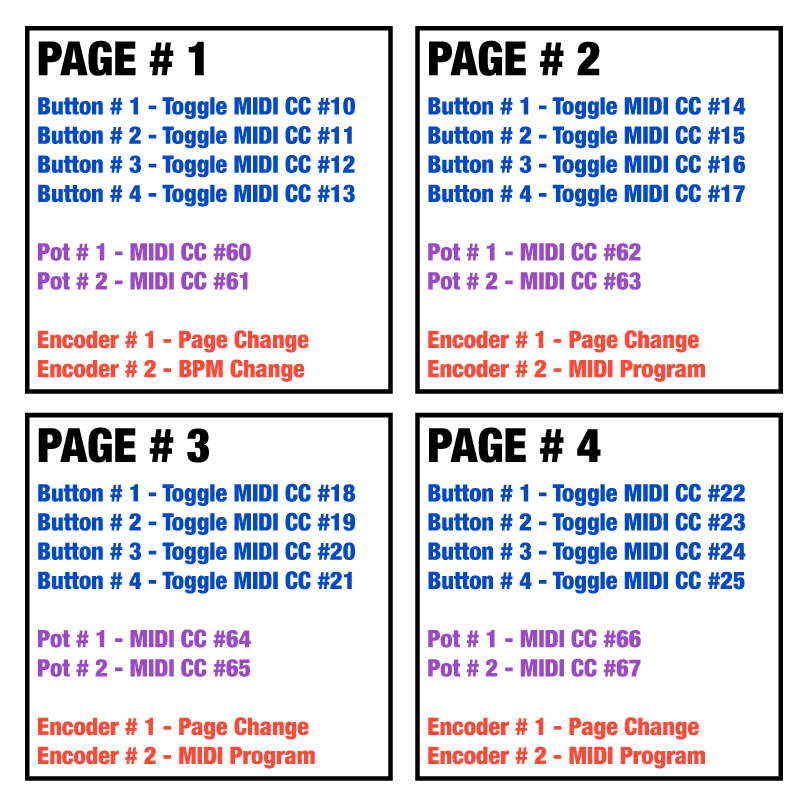 PAGE # 1
Button # 1 - Toggle MIDI CC #10
Button # 2 - Toggle MIDI CC #11
Button # 3 - Toggle MIDI CC #12
Button # 4 - Toggle MIDI CC #13
Pot # 1 - MIDI CC #60
Pot # 2 - MIDI CC #61
Encoder # 1 - Page Change
Encoder # 2 - BPM Change
PAGE # 2
Button # 1 - Toggle MIDI CC #14
Button # 2 - Toggle MIDI CC #15
Button # 3 - Toggle MIDI CC #16
Button # 4 - Toggle MIDI CC #17
Pot # 1 - MIDI CC #62
Pot # 2 - MIDI CC #63
Encoder # 1 - Page Change
Encoder # 2 - MIDI Program
PAGE # 3
Button # 1 - Toggle MIDI CC #18
Button # 2 - Toggle MIDI CC #19
Button # 3 - Toggle MIDI CC #20
Button # 4 - Toggle MIDI CC #21
Pot # 1 - MIDI CC #64
Pot # 2 - MIDI CC #65
Encoder # 1 - Page Change
Encoder # 2 - MIDI Program
PAGE # 4
Button # 1 - Toggle MIDI CC #22
Button # 2 - Toggle MIDI CC #23
Button # 3 - Toggle MIDI CC #24
Button # 4 - Toggle MIDI CC #25
Pot # 1 - MIDI CC #66
Pot # 2 - MIDI CC #67
Encoder # 1 - Page Change
Encoder # 2 - MIDI Program